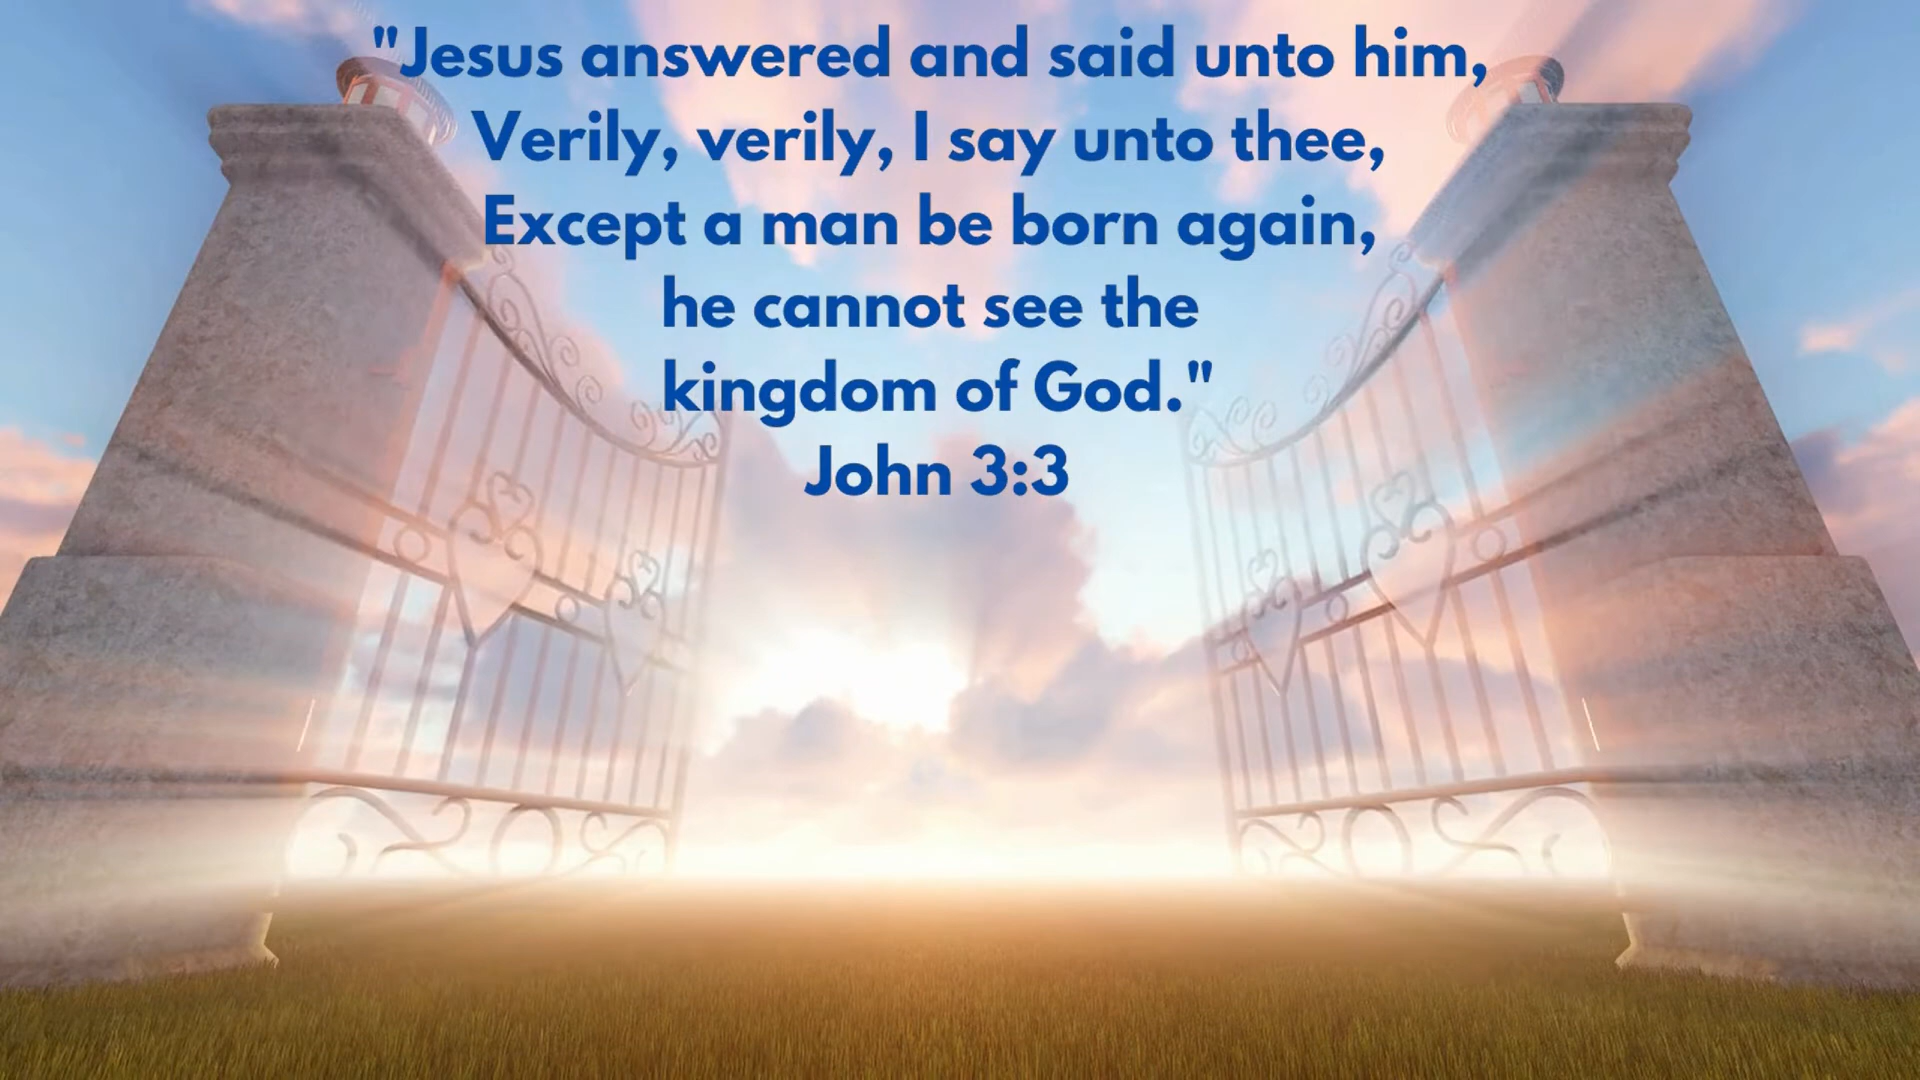 "Jesus answered and said unto him,
Verily, verily, I say unto thee,
Except a man be born again,
he cannot see the
kingdom of God."
John 3:3